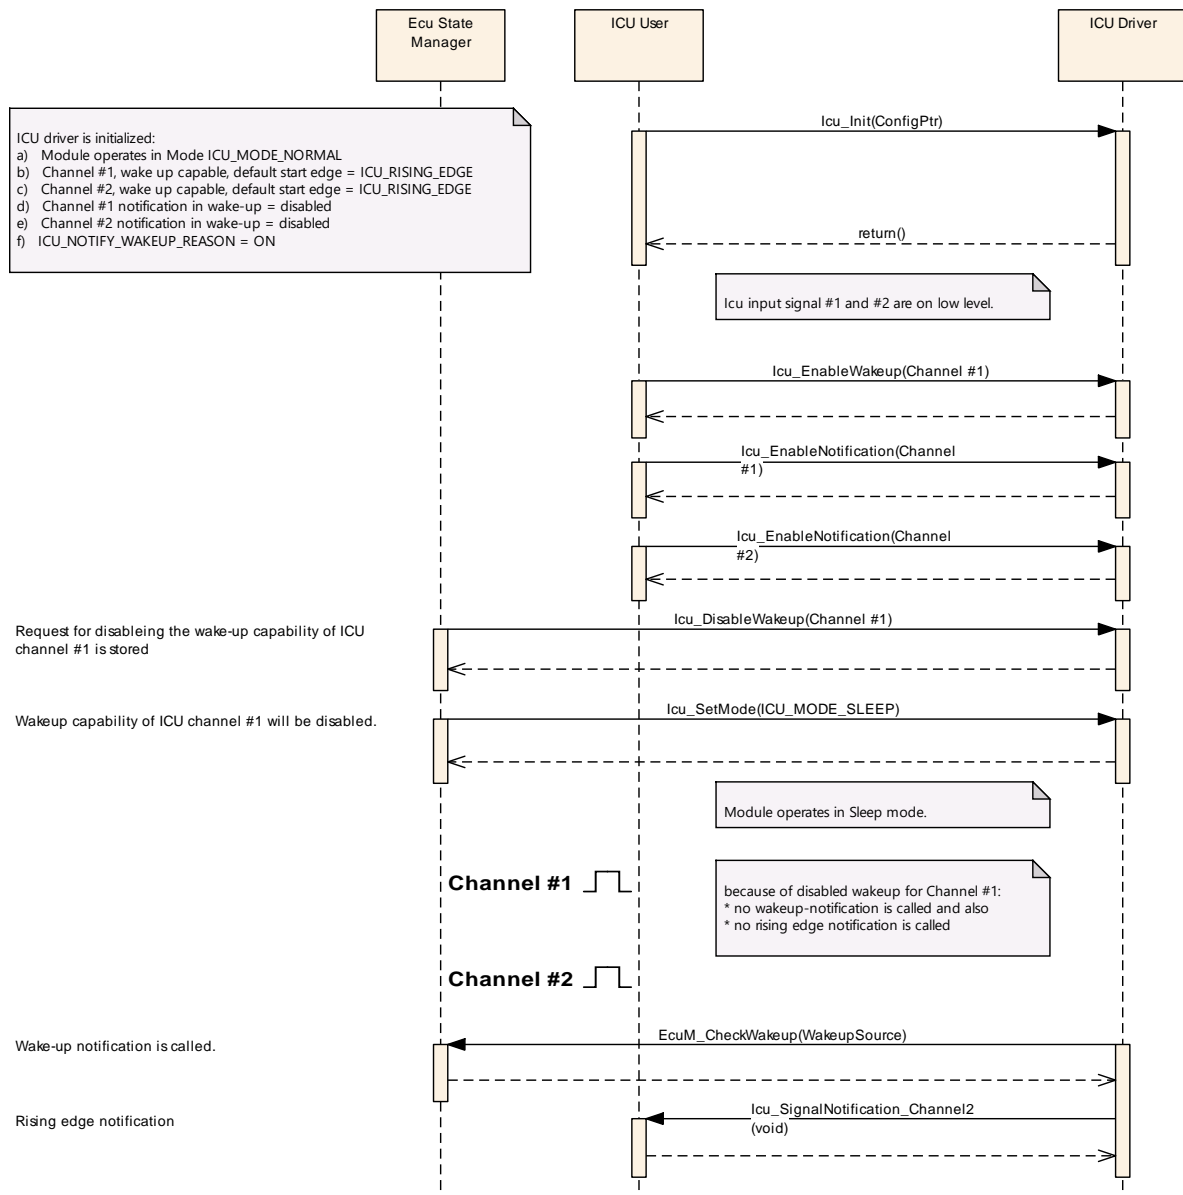 Ecu State
Manager
ICU User
ICU Driver
ICU driver is initialized:
a) Module operates in Mode ICU_MODE_NORMAL
b) Channel #1, wake up capable, default start edge = ICU_RISING_EDGE
c) Channel #2, wake up capable, default start edge = ICU_RISING_EDGE
d) Channel #1 notification in wake-up = disabled
e) Channel #2 notification in wake-up = disabled
f) ICU_NOTIFY_WAKEUP_REASON = ON
Icu_Init(ConfigPtr)
return()
Icu input signal #1 and #2 are on low level.
Icu_EnableWakeup(Channel #1)
Icu_EnableNotification(Channel
#1)
Icu_EnableNotification(Channel
#2)
Request for disableing the wake-up capability of ICU
channel #1 is stored
Icu_DisableWakeup(Channel #1)
Wakeup capability of ICU channel #1 will be disabled.
Icu_SetMode(ICU_MODE_SLEEP)
Module operates in Sleep mode.
Channel #1
because of disabled wakeup for Channel #1:
* no wakeup-notification is called and also
* no rising edge notification is called
Channel #2
Wake-up notification is called.
EcuM_CheckWakeup(WakeupSource)
Rising edge notification
Icu_SignalNotification_Channel2
(void)